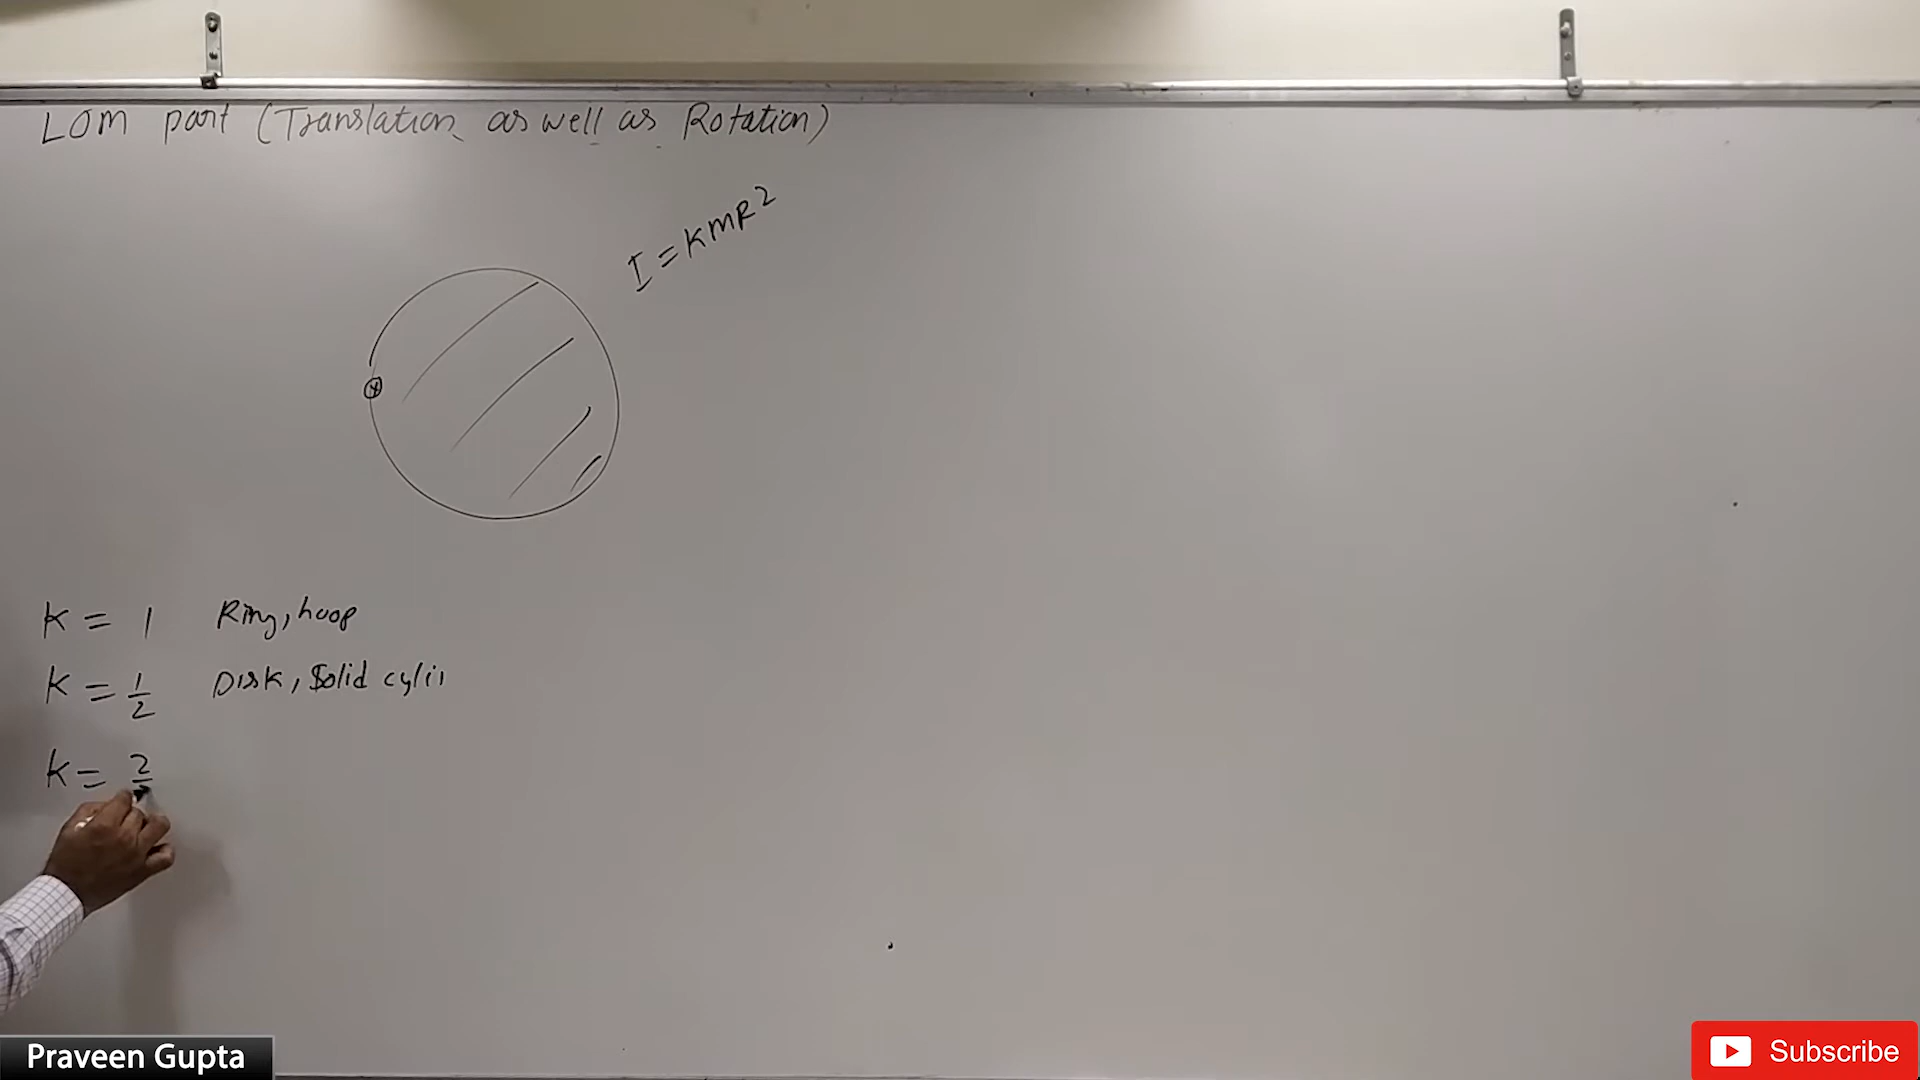 LOM part (Translation as well as Rotation)
I = KMR²
K = 1 Ring, hoop
K = 1/2 Disk, Solid cylin
K = 2/
Praveen Gupta
Subscribe